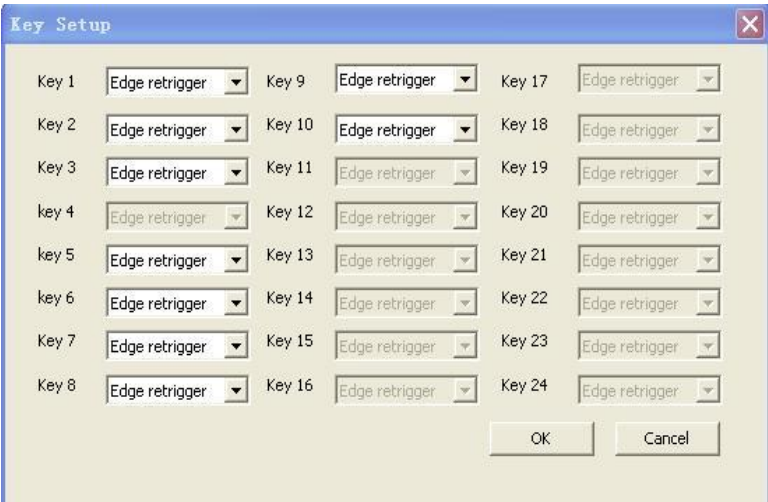 Key Setup
Key 1 Edge retrigger Key 9 Edge retrigger Key 17 Edge retrigger
Key 2 Edge retrigger Key 10 Edge retrigger Key 18 Edge retrigger
Key 3 Edge retrigger Key 11 Edge retrigger Key 19 Edge retrigger
key 4 Edge retrigger Key 12 Edge retrigger Key 20 Edge retrigger
key 5 Edge retrigger Key 13 Edge retrigger Key 21 Edge retrigger
key 6 Edge retrigger Key 14 Edge retrigger Key 22 Edge retrigger
Key 7 Edge retrigger Key 15 Edge retrigger Key 23 Edge retrigger
Key 8 Edge retrigger Key 16 Edge retrigger Key 24 Edge retrigger
OK Cancel